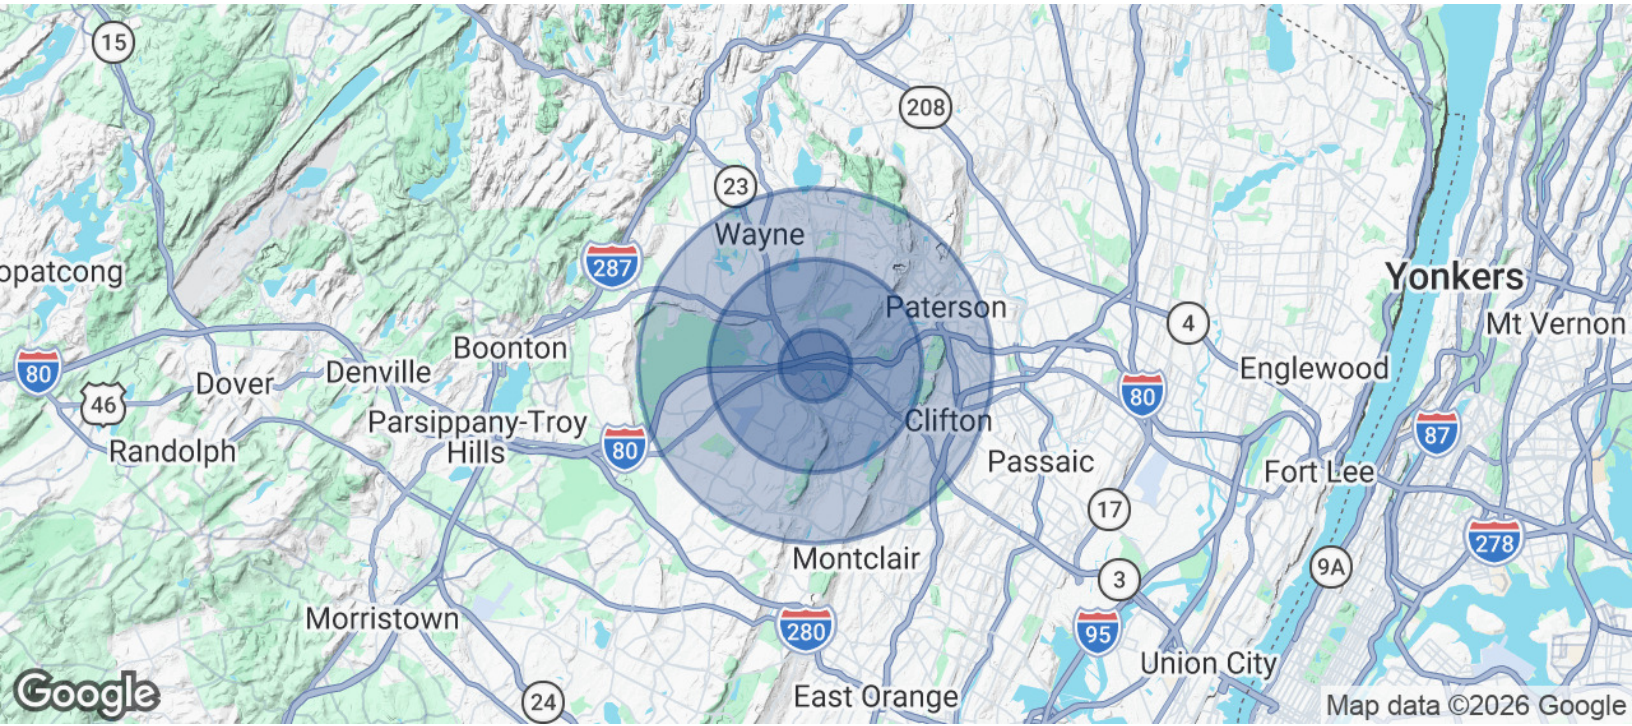 15
208
23
Wayne
287
opatcong
Yonkers
Paterson
4
Mt Vernon
Boonton
80
Denville
Dover
Englewood
46
80
Parsippany-Troy
Hills
Clifton
87
80
Randolph
Passaic
Fort Lee
17
278
Montclair
9A
3
Morristown
280
95
Union City
Google
24
East Orange
Map data ©2026 Google